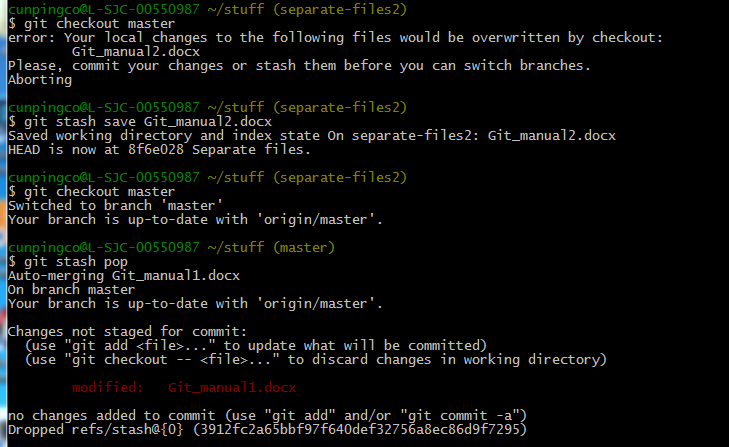 cunpingco@L-SJC-00550987 ~/stuff (separate-files2)
$ git checkout master
error: Your local changes to the following files would be overwritten by checkout:
        Git_manual2.docx
Please, commit your changes or stash them before you can switch branches.
Aborting
cunpingco@L-SJC-00550987 ~/stuff (separate-files2)
$ git stash save Git_manual2.docx
Saved working directory and index state On separate-files2: Git_manual2.docx
HEAD is now at 8f6e028 Separate files.
cunpingco@L-SJC-00550987 ~/stuff (separate-files2)
$ git checkout master
Switched to branch 'master'
Your branch is up-to-date with 'origin/master'.
cunpingco@L-SJC-00550987 ~/stuff (master)
$ git stash pop
Auto-merging Git_manual1.docx
On branch master
Your branch is up-to-date with 'origin/master'.
Changes not staged for commit:
  (use "git add <file>..." to update what will be committed)
  (use "git checkout -- <file>..." to discard changes in working directory)
        modified:   Git_manual1.docx
no changes added to commit (use "git add" and/or "git commit -a")
Dropped refs/stash@{0} (3912fc2a65bbf97f640def32756a8ec86d9f7295)